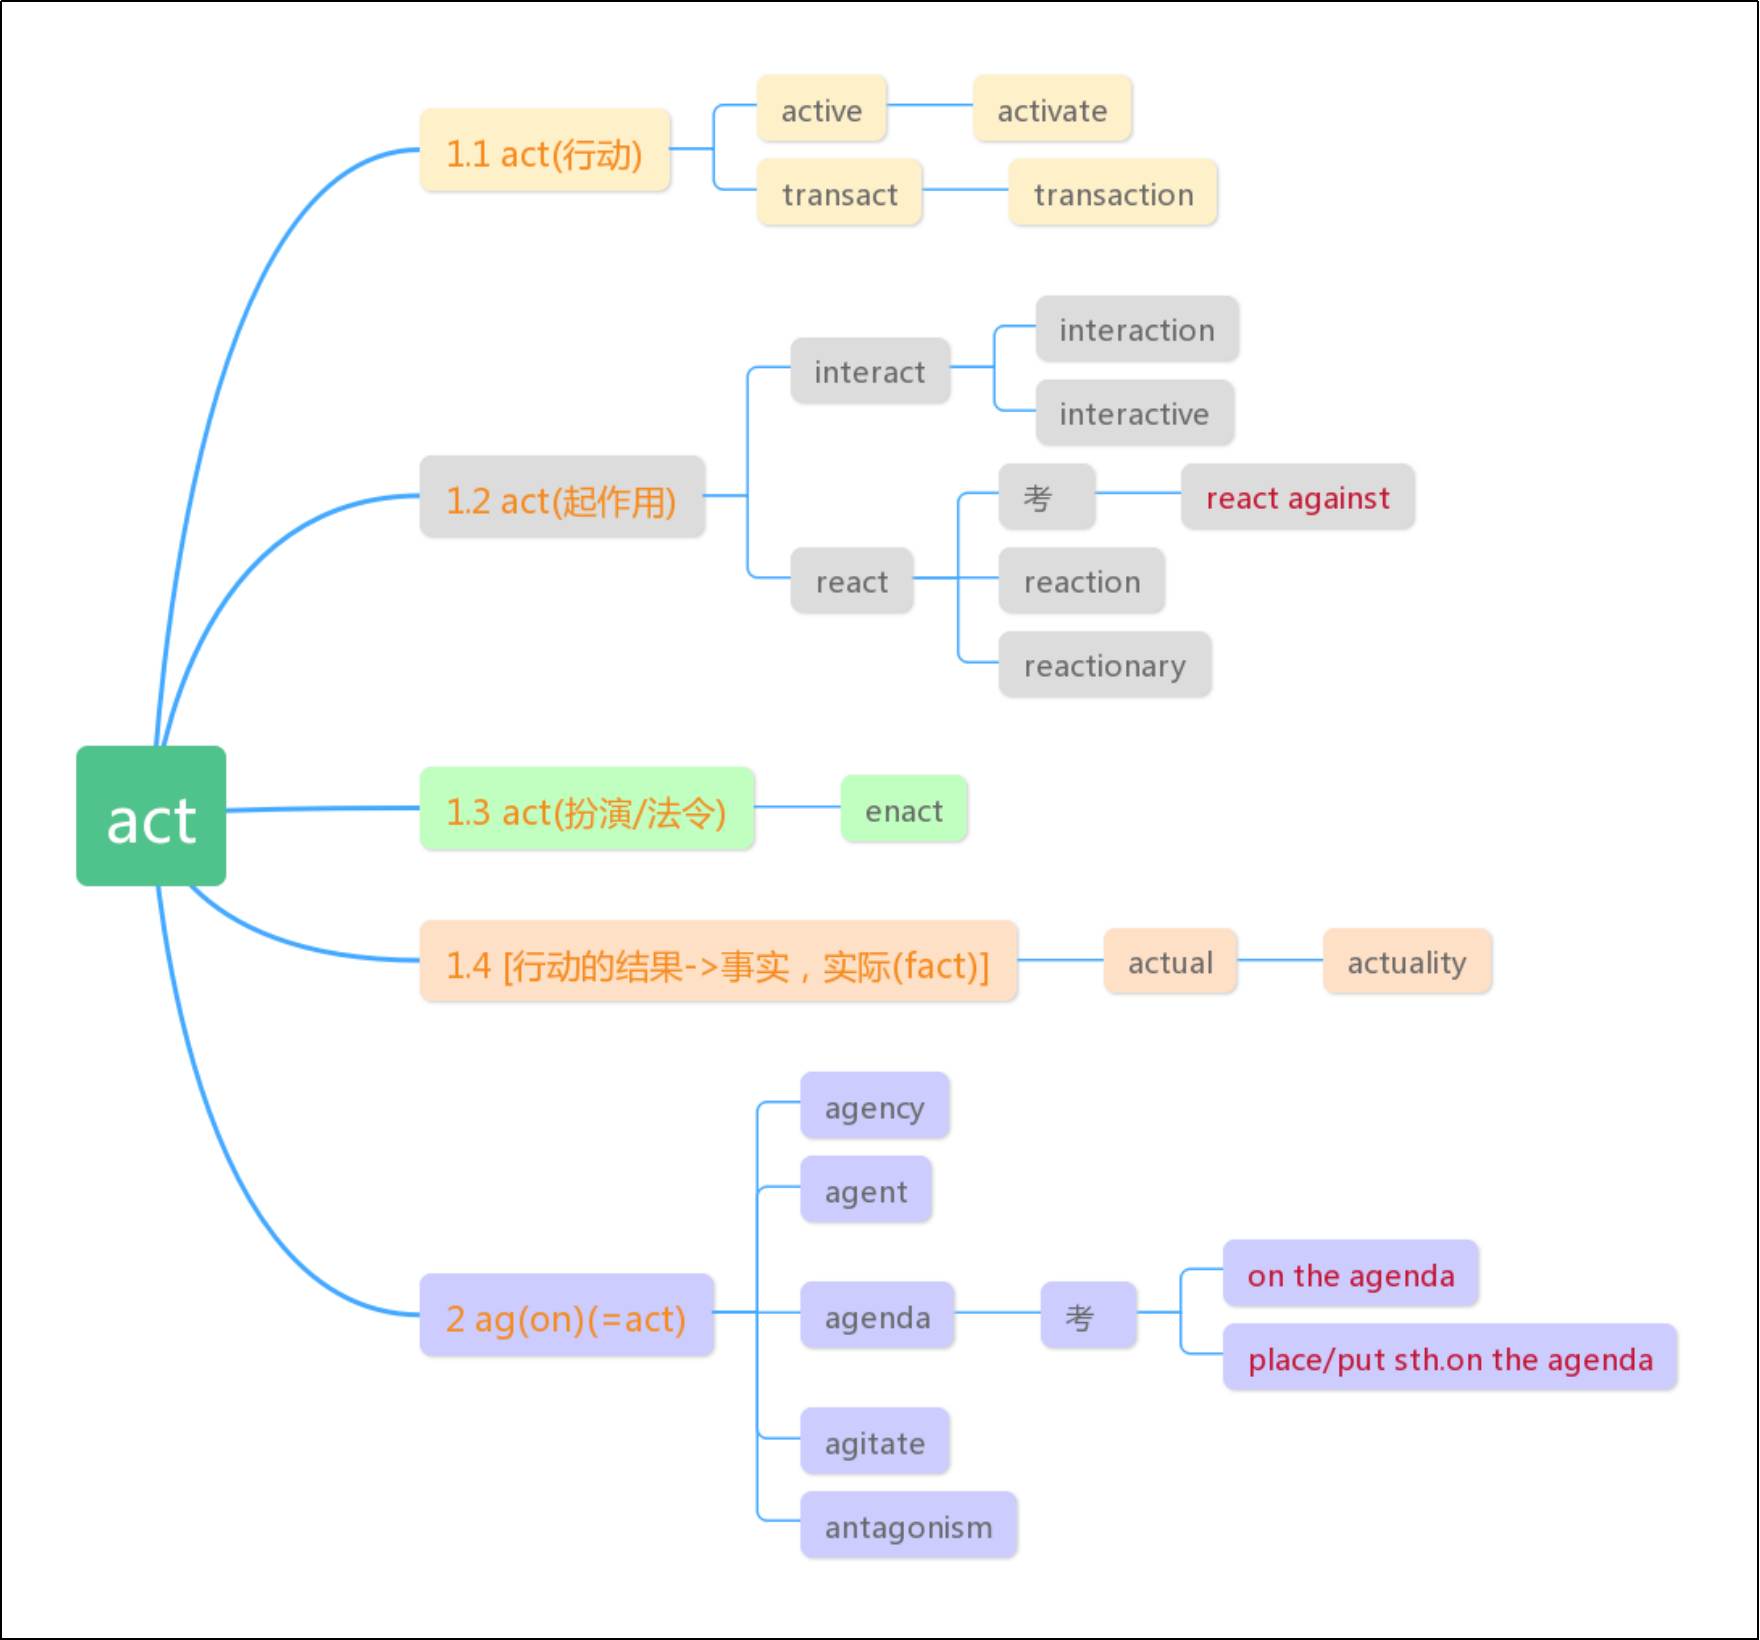 act
1.1 act(行动)
active
activate
transact
transaction
1.2 act(起作用)
interact
interaction
interactive
react
考
react against
reaction
reactionary
1.3 act(扮演/法令)
enact
1.4 [行动的结果->事实，实际(fact)]
actual
actuality
2 ag(on)(=act)
agency
agent
agenda
考
on the agenda
place/put sth.on the agenda
agitate
antagonism